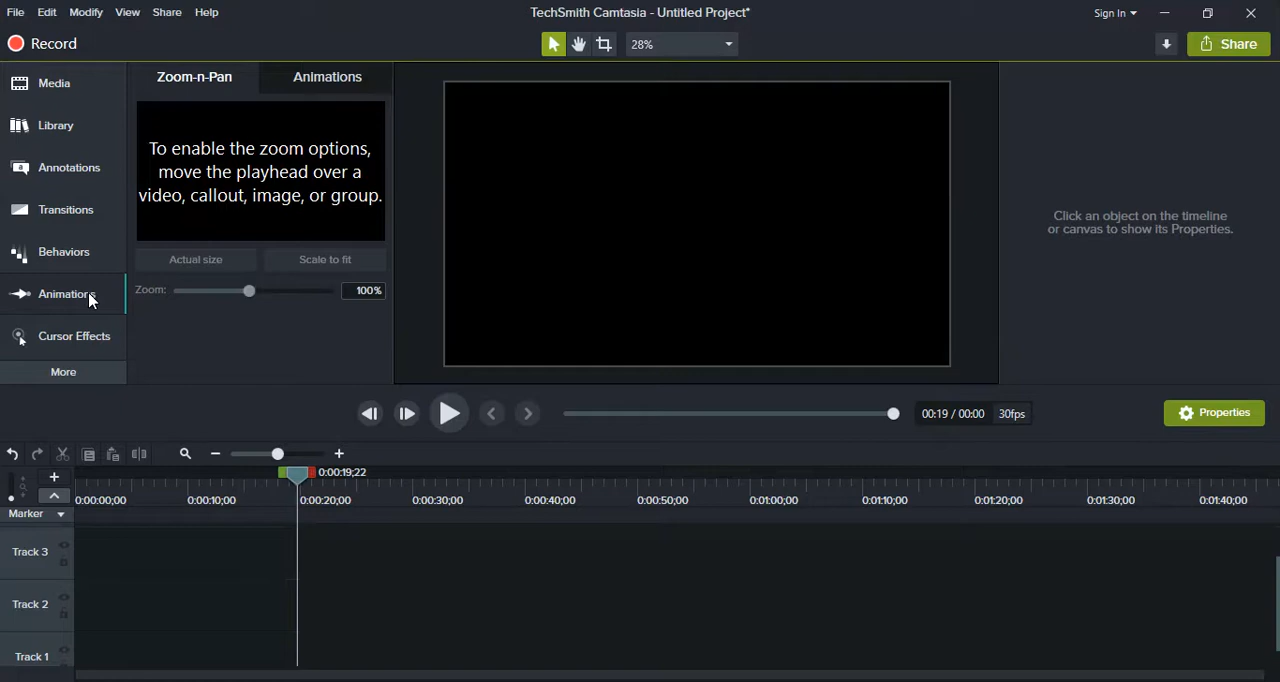 File Edit Modify View Share Help
TechSmith Camtasia - Untitled Project*
Sign In
Record
28%
Share
Media
Library
Annotations
Transitions
Behaviors
Animations
Cursor Effects
More
Zoom-n-Pan Animations
To enable the zoom options,
move the playhead over a
video, callout, image, or group.
Actual size Scale to fit
Zoom: 100%
Click an object on the timeline
or canvas to show its Properties.
00:19 / 00:00 30fps
Properties
0:00:19;22
0:00:00;00 0:00:10;00 0:00:20;00 0:00:30;00 0:00:40;00 0:00:50;00 0:01:00;00 0:01:10;00 0:01:20;00 0:01:30;00 0:01:40;00
Marker
Track 3
Track 2
Track 1